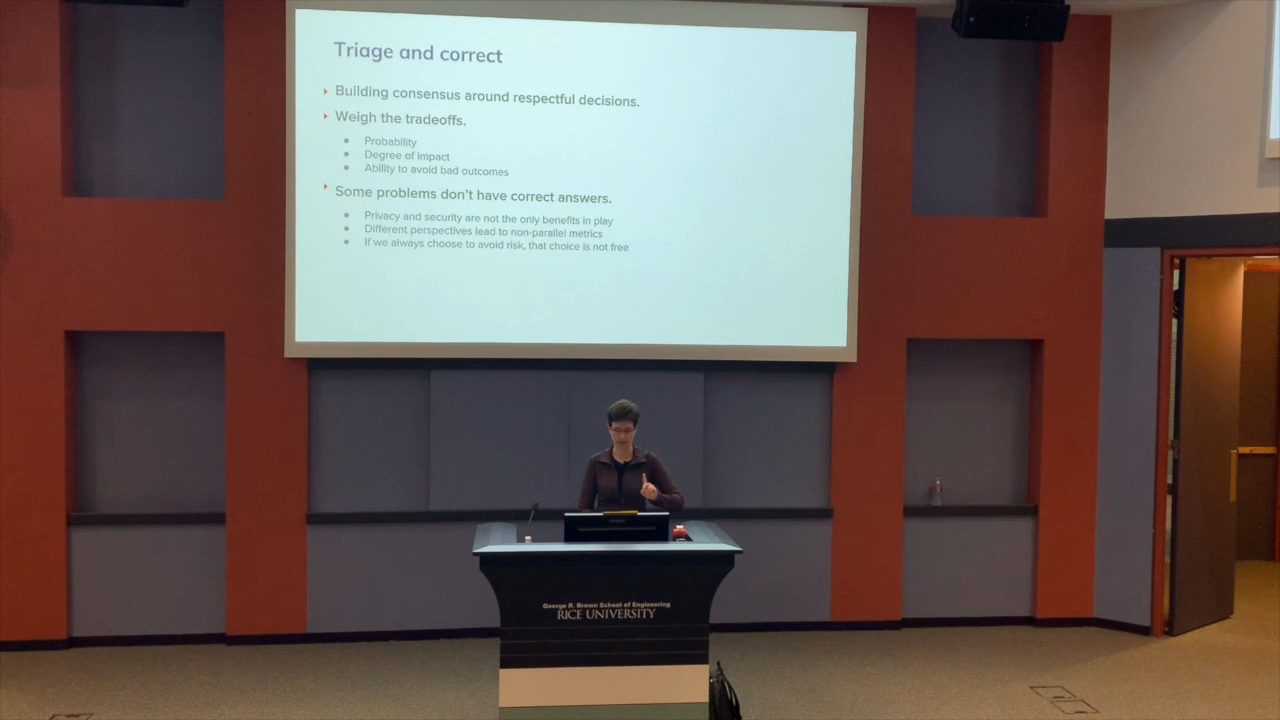 Triage and correct
Building consensus around respectful decisions.
Weigh the tradeoffs.
Probability
Degree of impact
Ability to avoid bad outcomes
Some problems don't have correct answers.
Privacy and security are not the only benefits in play
Different perspectives lead to non-parallel metrics
If we always choose to avoid risk, that choice is not free
George R. Brown School of Engineering
RICE UNIVERSITY